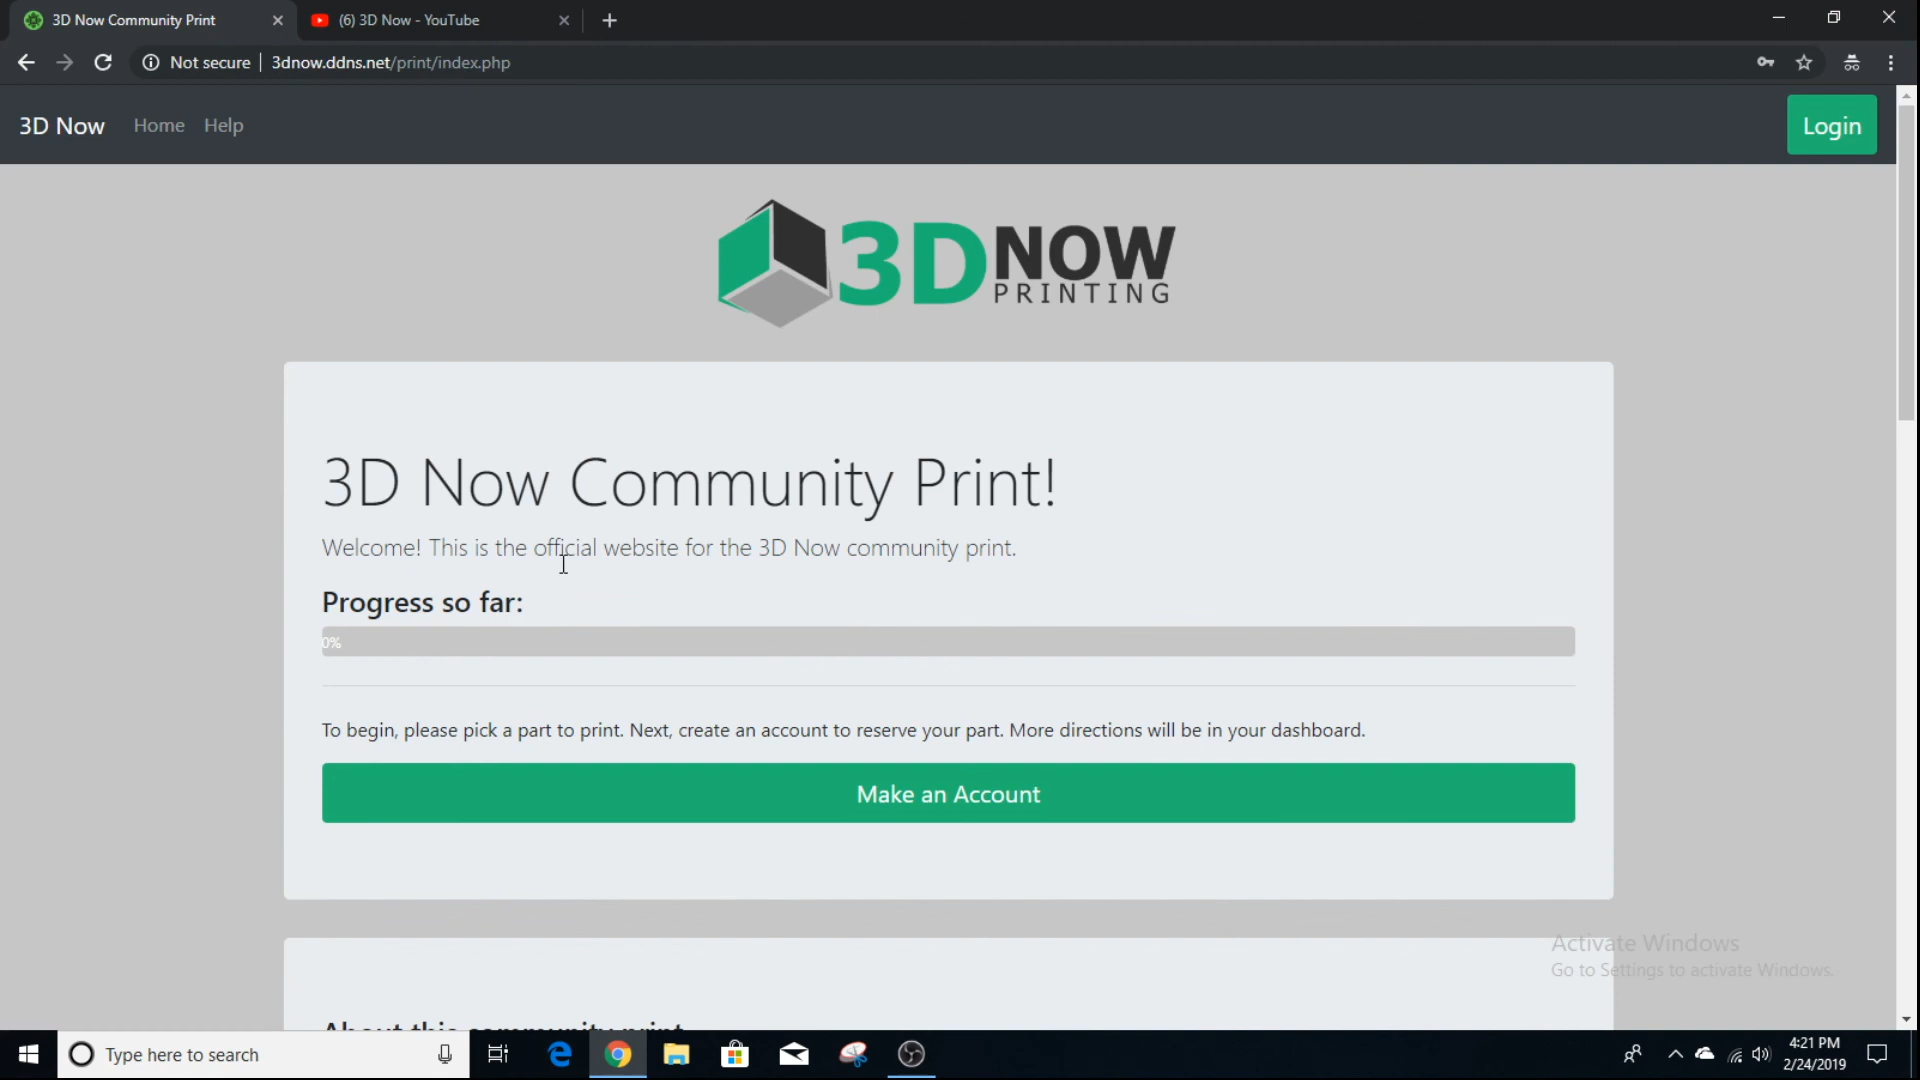 3D Now Community Print
(6) 3D Now - YouTube
Not secure | 3dnow.ddns.net/print/index.php
3D Now
Home
Help
Login
3D NOW
PRINTING
3D Now Community Print!
Welcome! This is the official website for the 3D Now community print.
Progress so far:
0%
To begin, please pick a part to print. Next, create an account to reserve your part. More directions will be in your dashboard.
Make an Account
Activate Windows
Go to Settings to activate Windows.
About this community print
Type here to search
4:21 PM
2/24/2019